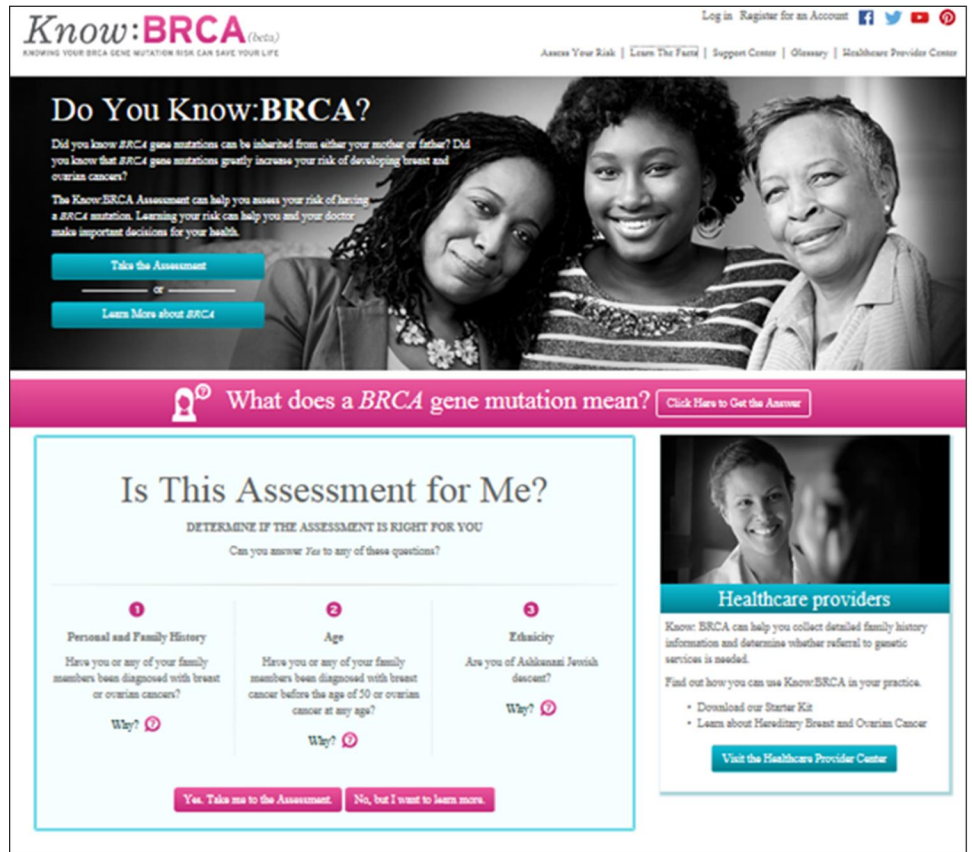 Know:BRCA(beta)
KNOWING YOUR BRCA GENE MUTATION RISK CAN SAVE YOUR LIFE
Log in Register for an Account
Assess Your Risk | Learn The Facts | Support Center | Glossary | Healthcare Provider Center
Do You Know:BRCA?
Did you know BRCA gene mutations can be inherited from either your mother or father? Did
you know that BRCA gene mutations greatly increase your risk of developing breast and
ovarian cancers?
The Know:BRCA Assessment can help you assess your risk of having
a BRCA mutation. Learning your risk can help you and your doctor
make important decisions for your health.
Take the Assessment
or
Learn More about BRCA
What does a BRCA gene mutation mean? Click Here to Get the Answer
Is This Assessment for Me?
DETERMINE IF THE ASSESSMENT IS RIGHT FOR YOU
Can you answer Yes to any of these questions?
1
Personal and Family History
Have you or any of your family
members been diagnosed with breast
or ovarian cancers?
Why? ?
2
Age
Have you or any of your family
members been diagnosed with breast
cancer before the age of 50 or ovarian
cancer at any age?
Why? ?
3
Ethnicity
Are you of Ashkenazi Jewish
descent?
Why? ?
Yes. Take me to the Assessment. No, but I want to learn more.
Healthcare providers
Know: BRCA can help you collect detailed family history
information and determine whether referral to genetic
services is needed.
Find out how you can use Know:BRCA in your practice.
• Download our Starter Kit
• Learn about Hereditary Breast and Ovarian Cancer
Visit the Healthcare Provider Center